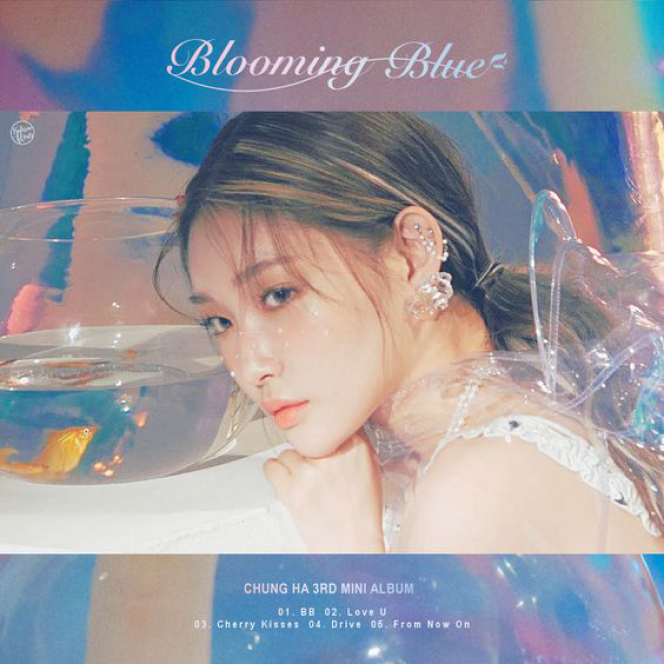 Blooming Blue
CHUNG HA 3RD MINI ALBUM
01. BB 02. Love U
03. Cherry Kisses 04. Drive 05. From Now On